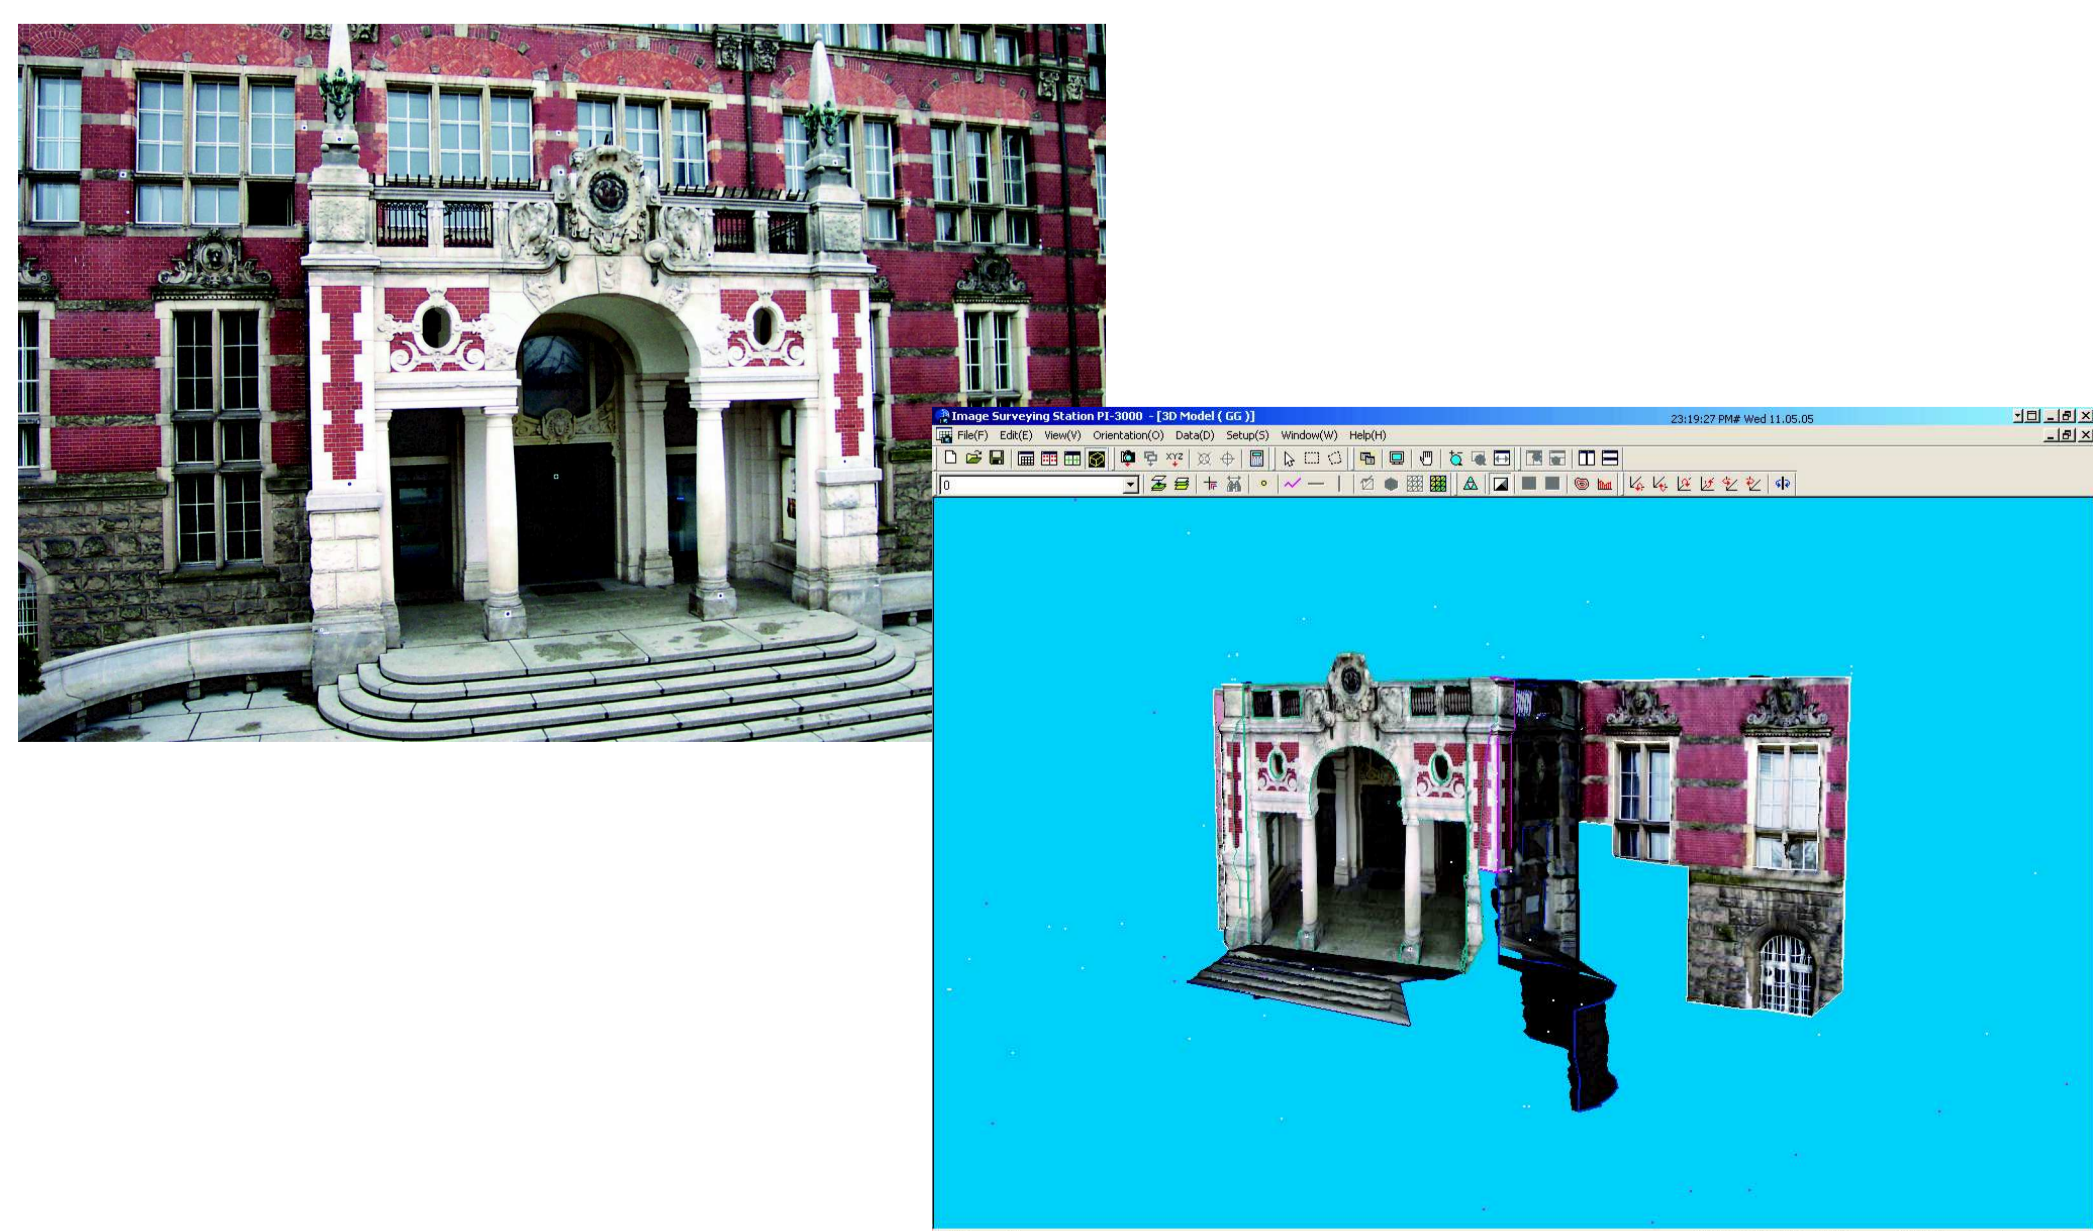 Image Surveying Station PI-3000 - [3D Model ( GG )]
23:19:27 PM# Wed 11.05.05
File(F) Edit(E) View(V) Orientation(O) Data(D) Setup(S) Window(W) Help(H)
XYZ
0